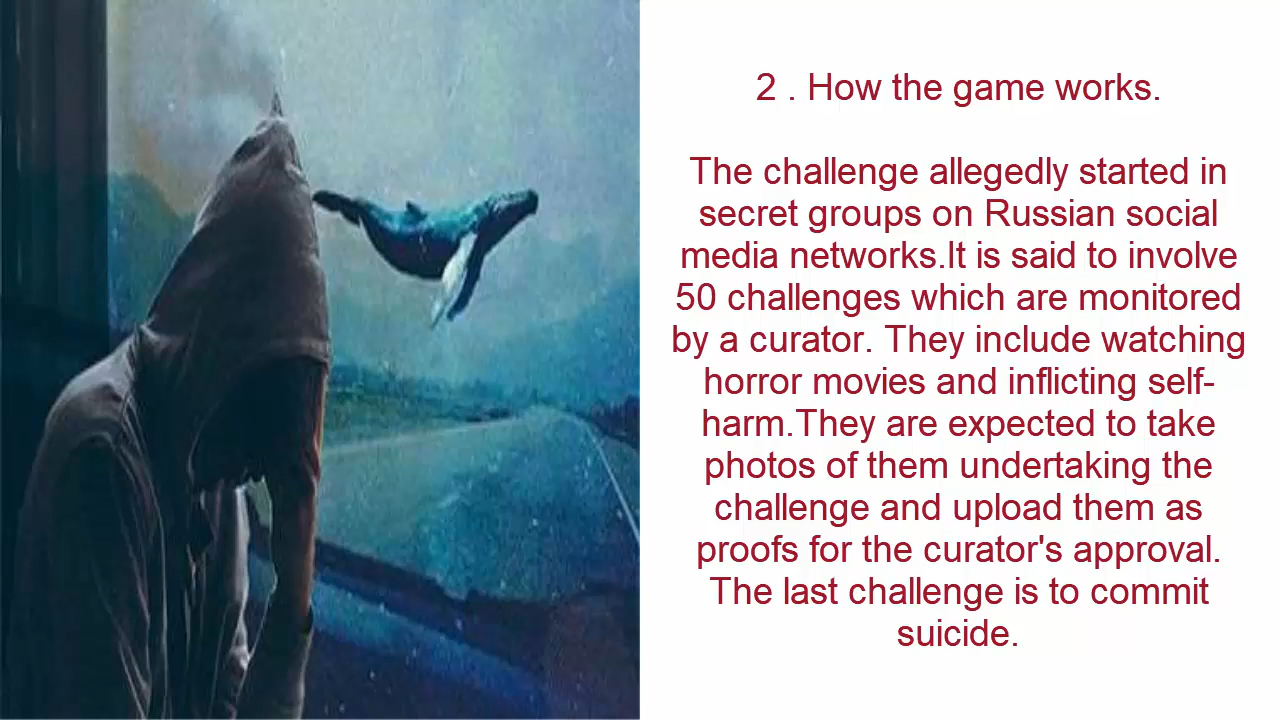 2 . How the game works.
The challenge allegedly started in
secret groups on Russian social
media networks.It is said to involve
50 challenges which are monitored
by a curator. They include watching
horror movies and inflicting self-
harm.They are expected to take
photos of them undertaking the
challenge and upload them as
proofs for the curator's approval.
The last challenge is to commit
suicide.